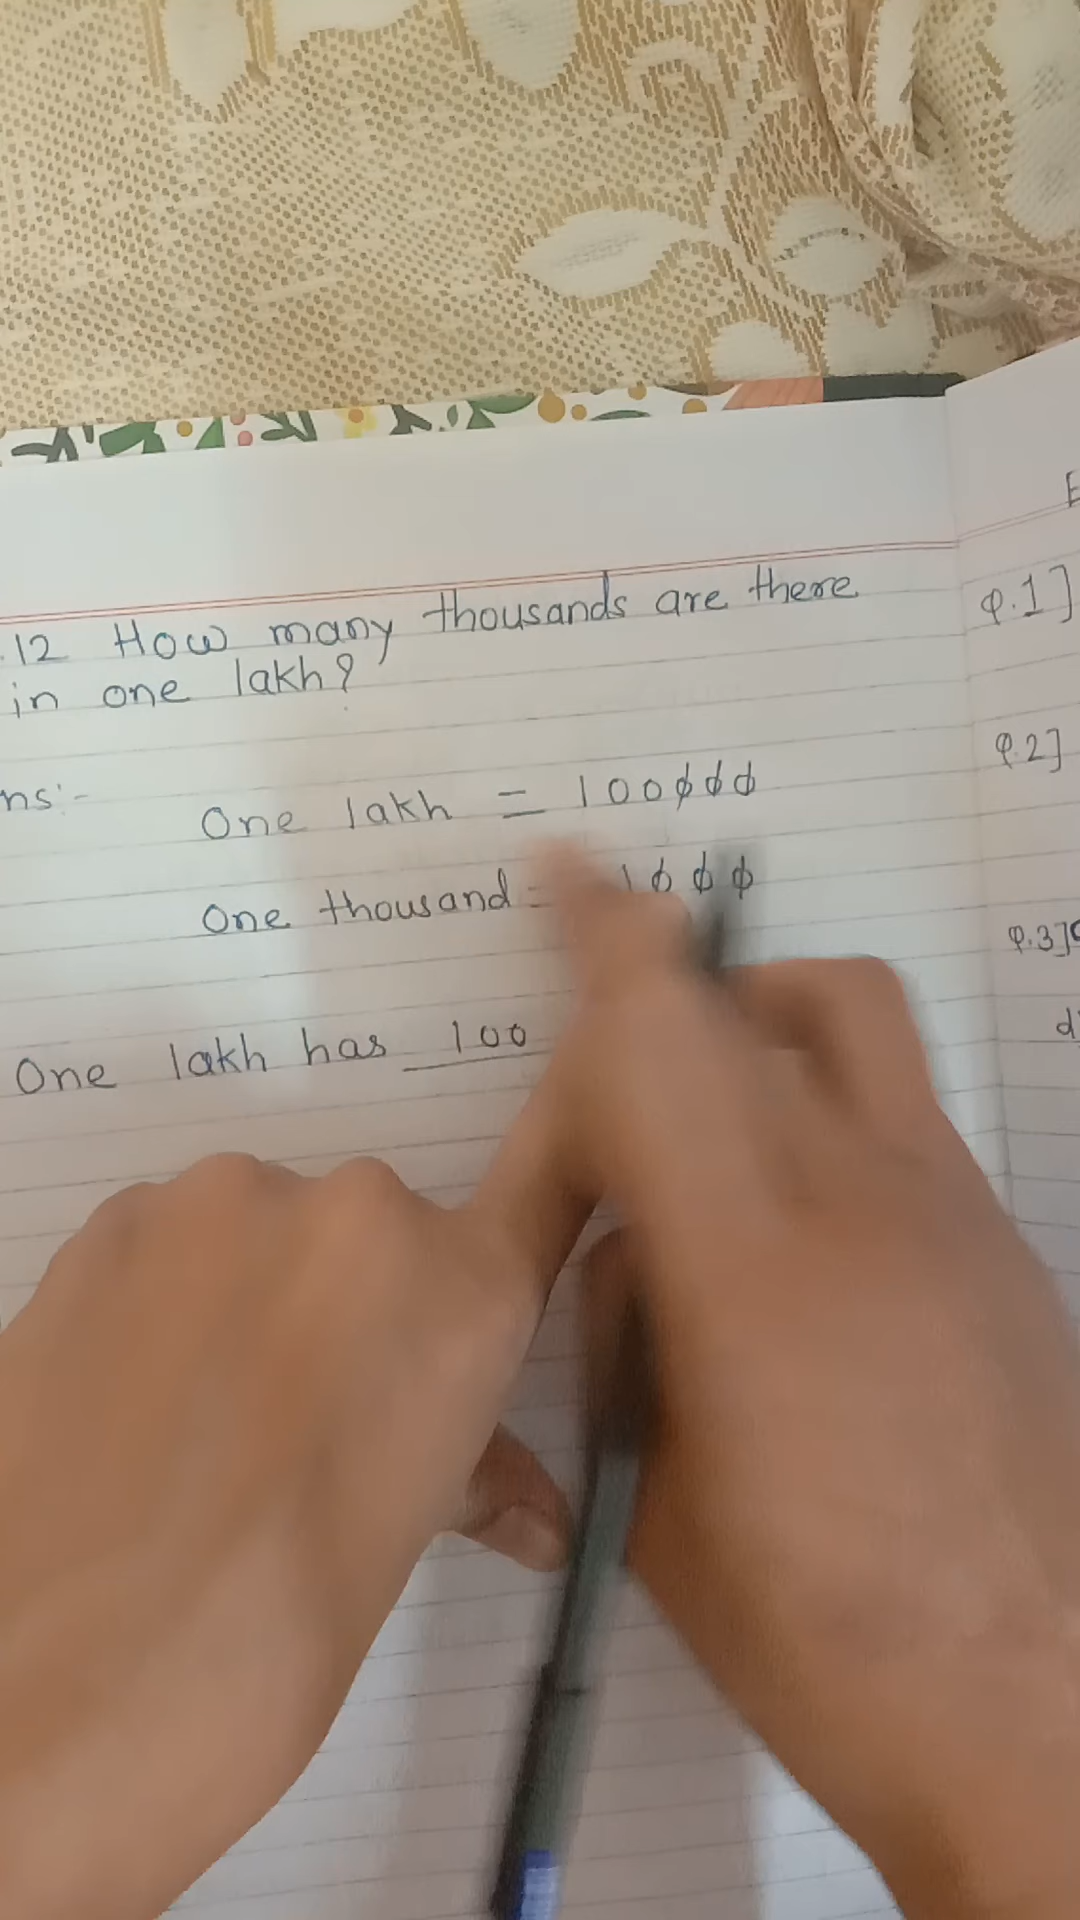 .12 How many thousands are there
in one lakh?
ns:-
One lakh = 100000
One thousand = 1000
One lakh has 100
Q.1]
Q.2]
Q.3]